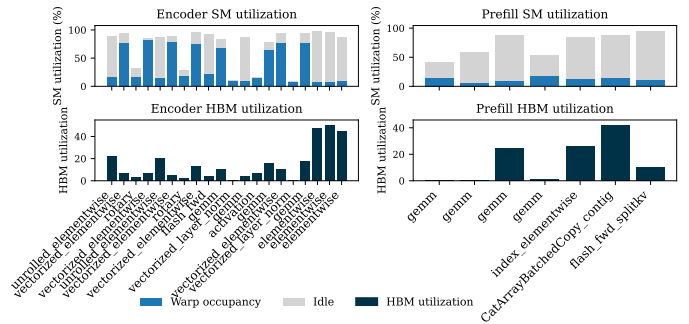 Encoder SM utilization
Prefill SM utilization
SM utilization (%)
100
50
0
SM utilization (%)
100
50
0
Encoder HBM utilization
Prefill HBM utilization
HBM utilization
40
20
0
HBM utilization
40
20
0
unrolled_elementwise
vectorized_elementwise
rotary
vectorized_elementwise
unrolled_elementwise
vectorized_elementwise
rotary
vectorized_elementwise
flash_fwd
gemm
vectorized_layer_norm
gemm
activation
gemm
vectorized_elementwise
vectorized_layer_norm
gemm
elementwise
elementwise
elementwise
gemm
gemm
gemm
gemm
index_elementwise
CatArrayBatchedCopy_contig
flash_fwd_splitkv
Warp occupancy
Idle
HBM utilization